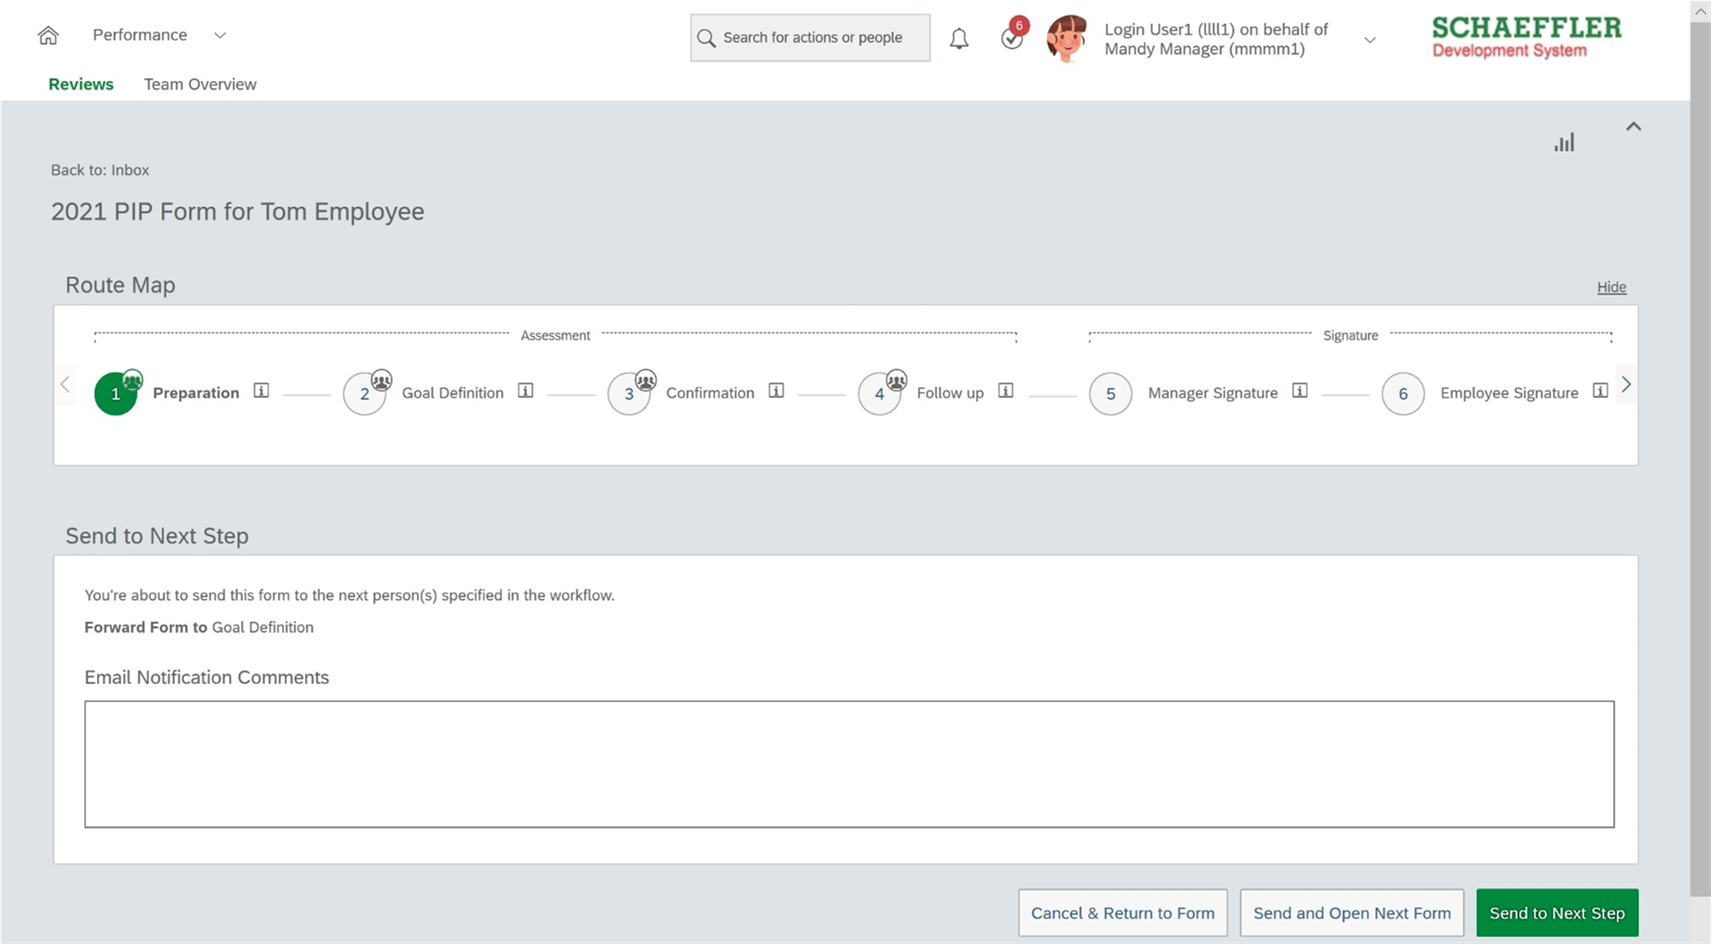 Performance
Search for actions or people
6
Login User1 (llll1) on behalf of
Mandy Manager (mmmm1)
SCHAEFFLER
Development System
Reviews
Team Overview
Back to: Inbox
2021 PIP Form for Tom Employee
Route Map
Hide
Assessment
Signature
1 Preparation
2 Goal Definition
3 Confirmation
4 Follow up
5 Manager Signature
6 Employee Signature
Send to Next Step
You're about to send this form to the next person(s) specified in the workflow.
Forward Form to Goal Definition
Email Notification Comments
Cancel & Return to Form
Send and Open Next Form
Send to Next Step